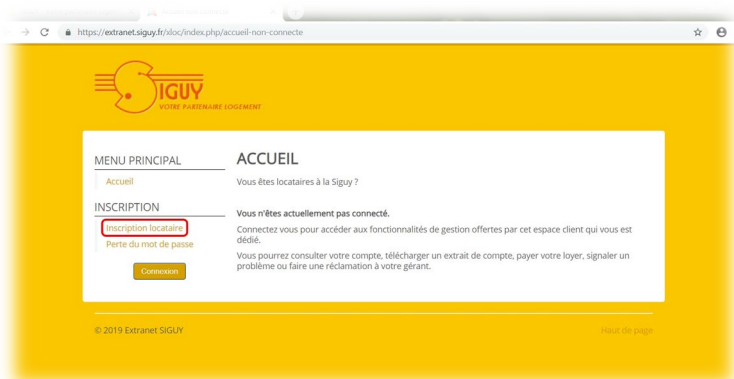 https://extranet.siguy.fr/xloc/index.php/accueil-non-connecte
SIGUY
VOTRE PARTENAIRE LOGEMENT
MENU PRINCIPAL
Accueil
INSCRIPTION
Inscription locataire
Perte du mot de passe
Connexion
ACCUEIL
Vous êtes locataires à la Siguy ?
Vous n'êtes actuellement pas connecté.
Connectez vous pour accéder aux fonctionnalités de gestion offertes par cet espace client qui vous est
dédié.
Vous pourrez consulter votre compte, télécharger un extrait de compte, payer votre loyer, signaler un
problème ou faire une réclamation à votre gérant.
© 2019 Extranet SIGUY
Haut de page